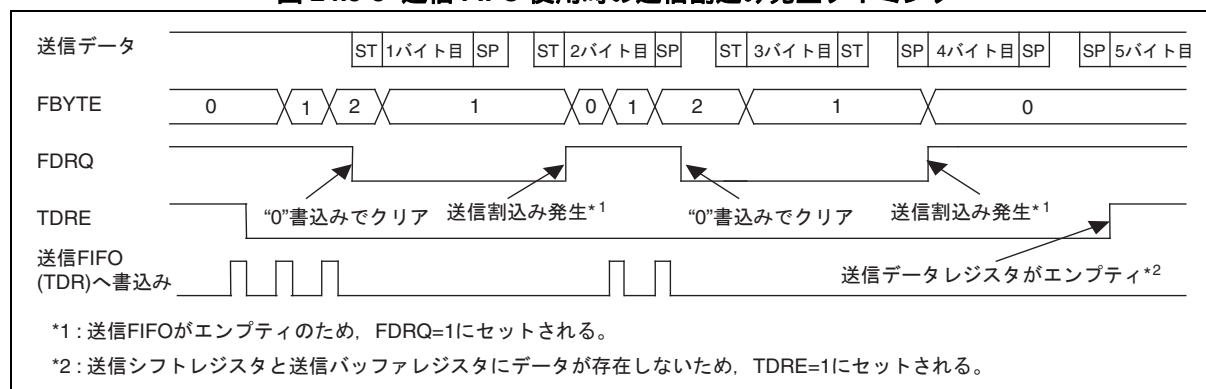 送信データ ST 1バイト目 SP ST 2バイト目 SP ST 3バイト目 ST SP 4バイト目 SP SP 5バイト目
FBYTE 0 1 2 1 0 1 2 1 0
FDRQ
"0"書込みでクリア 送信割込み発生*1 "0"書込みでクリア 送信割込み発生*1
TDRE
送信FIFO
(TDR)へ書込み
送信データレジスタがエンプティ*2
*1 : 送信FIFOがエンプティのため，FDRQ=1にセットされる。
*2 : 送信シフトレジスタと送信バッファレジスタにデータが存在しないため，TDRE=1にセットされる。